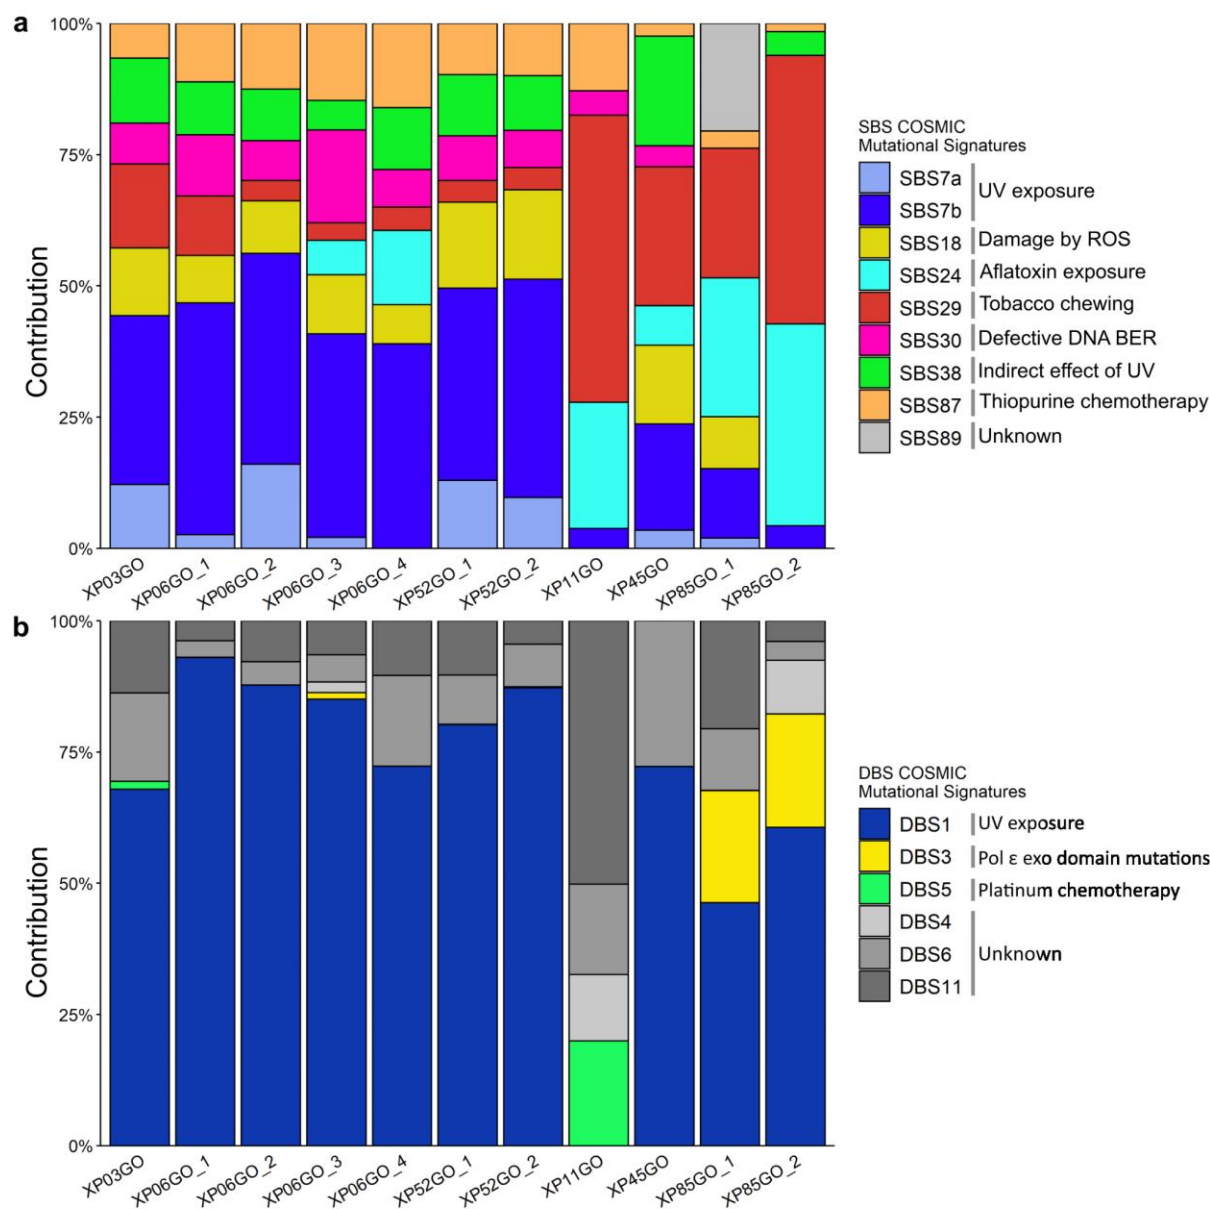 a
100%
75%
50%
25%
0%
Contribution
XP03GO
XP06GO_1
XP06GO_2
XP06GO_3
XP06GO_4
XP52GO_1
XP52GO_2
XP11GO
XP45GO
XP85GO_1
XP85GO_2
SBS COSMIC
Mutational Signatures
SBS7a
SBS7b
UV exposure
SBS18 Damage by ROS
SBS24 Aflatoxin exposure
SBS29 Tobacco chewing
SBS30 Defective DNA BER
SBS38 Indirect effect of UV
SBS87 Thiopurine chemotherapy
SBS89 Unknown
b
100%
75%
50%
25%
0%
Contribution
XP03GO
XP06GO_1
XP06GO_2
XP06GO_3
XP06GO_4
XP52GO_1
XP52GO_2
XP11GO
XP45GO
XP85GO_1
XP85GO_2
DBS COSMIC
Mutational Signatures
DBS1 UV exposure
DBS3 Pol ε exo domain mutations
DBS5 Platinum chemotherapy
DBS4
DBS6 Unknown
DBS11